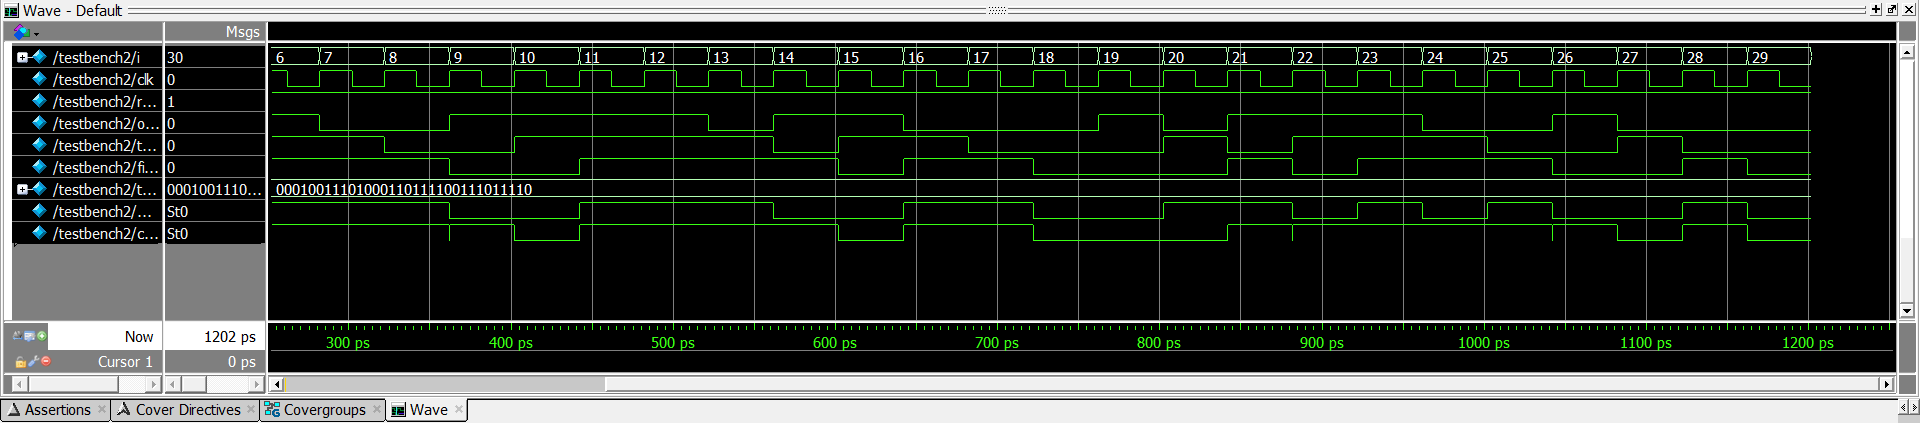 Wave - Default
Msgs
/testbench2/i 30 6 7 8 9 10 11 12 13 14 15 16 17 18 19 20 21 22 23 24 25 26 27 28 29
/testbench2/clk 0
/testbench2/r... 1
/testbench2/o... 0
/testbench2/t... 0
/testbench2/fi... 0
/testbench2/t... 0001001110... 00010011101000110111100111011110
/testbench2/... St0
/testbench2/c... St0
Now 1202 ps 300 ps 400 ps 500 ps 600 ps 700 ps 800 ps 900 ps 1000 ps 1100 ps 1200 ps
Cursor 1 0 ps
Assertions Cover Directives Covergroups Wave